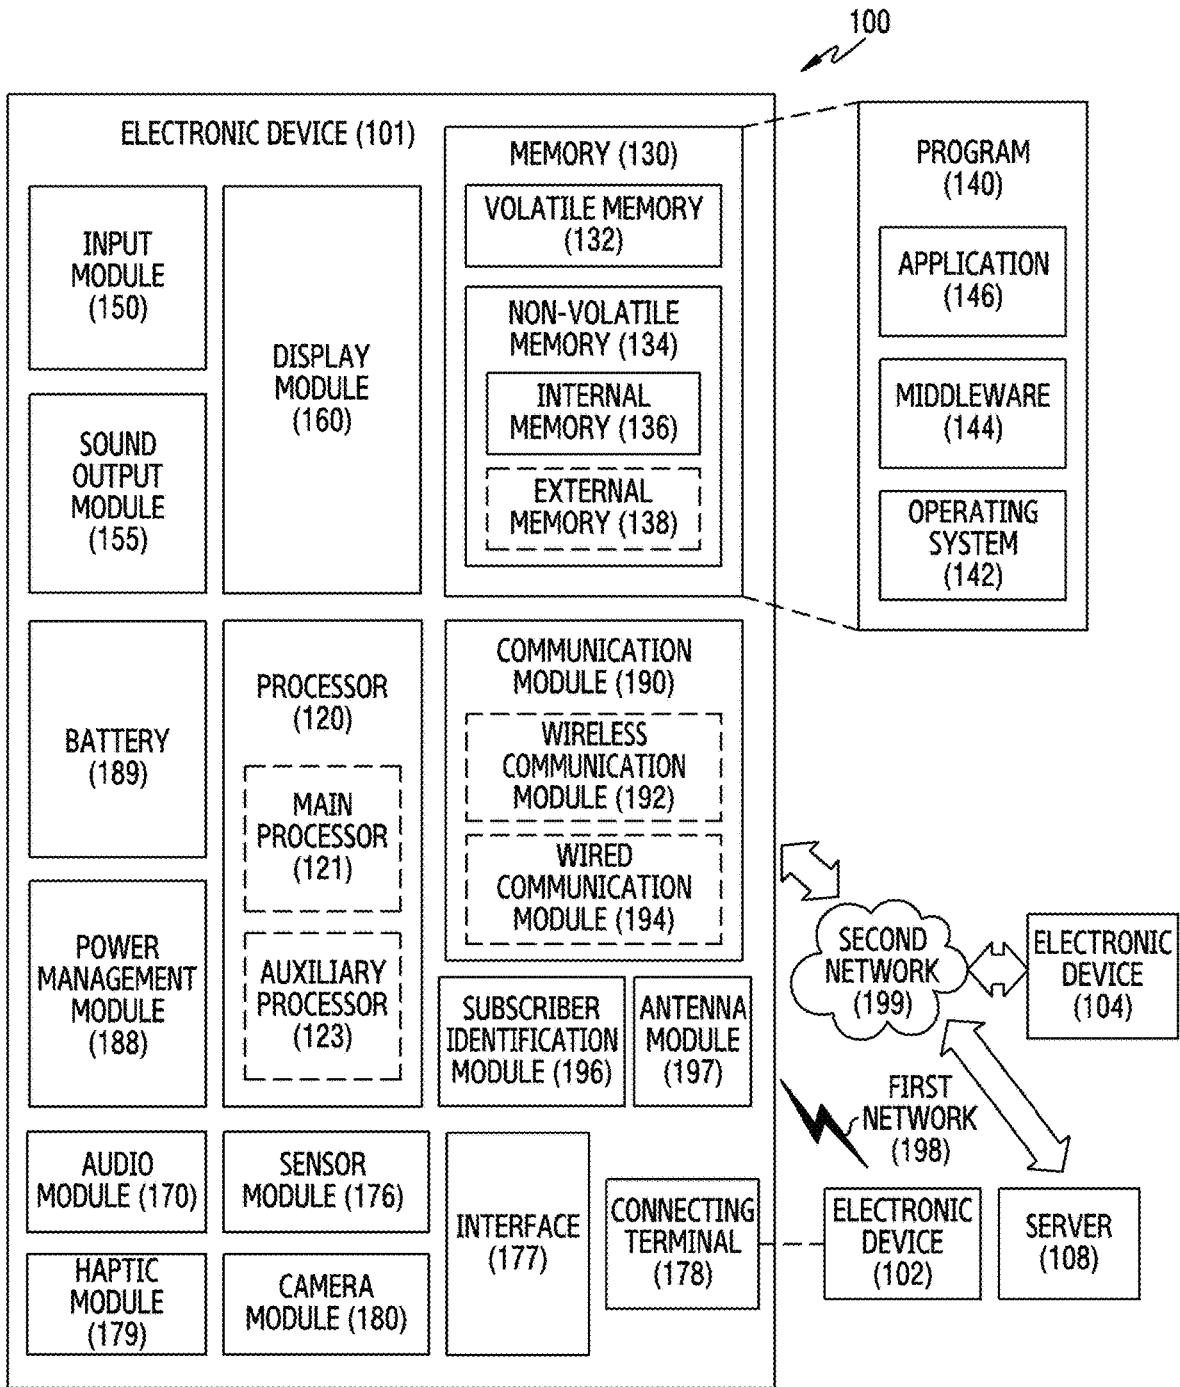 100
ELECTRONIC DEVICE (101)
INPUT
MODULE
(150)
SOUND
OUTPUT
MODULE
(155)
DISPLAY
MODULE
(160)
MEMORY (130)
VOLATILE MEMORY
(132)
NON-VOLATILE
MEMORY (134)
INTERNAL
MEMORY (136)
EXTERNAL
MEMORY (138)
PROGRAM
(140)
APPLICATION
(146)
MIDDLEWARE
(144)
OPERATING
SYSTEM
(142)
BATTERY
(189)
POWER
MANAGEMENT
MODULE
(188)
PROCESSOR
(120)
MAIN
PROCESSOR
(121)
AUXILIARY
PROCESSOR
(123)
COMMUNICATION
MODULE (190)
WIRELESS
COMMUNICATION
MODULE (192)
WIRED
COMMUNICATION
MODULE (194)
SUBSCRIBER
IDENTIFICATION
MODULE (196)
ANTENNA
MODULE
(197)
SECOND
NETWORK
(199)
ELECTRONIC
DEVICE
(104)
FIRST
NETWORK
(198)
AUDIO
MODULE (170)
SENSOR
MODULE (176)
INTERFACE
(177)
CONNECTING
TERMINAL
(178)
ELECTRONIC
DEVICE
(102)
SERVER
(108)
HAPTIC
MODULE
(179)
CAMERA
MODULE (180)